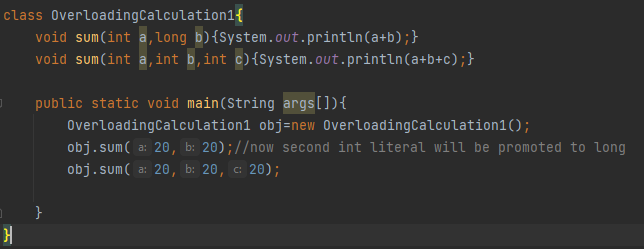 class OverloadingCalculation1{
void sum(int a,long b){System.out.println(a+b);}
void sum(int a,int b,int c){System.out.println(a+b+c);}
public static void main(String args[]){
OverloadingCalculation1 obj=new OverloadingCalculation1();
obj.sum( a: 20, b: 20);//now second int literal will be promoted to long
obj.sum( a: 20, b: 20, c: 20);
}
}